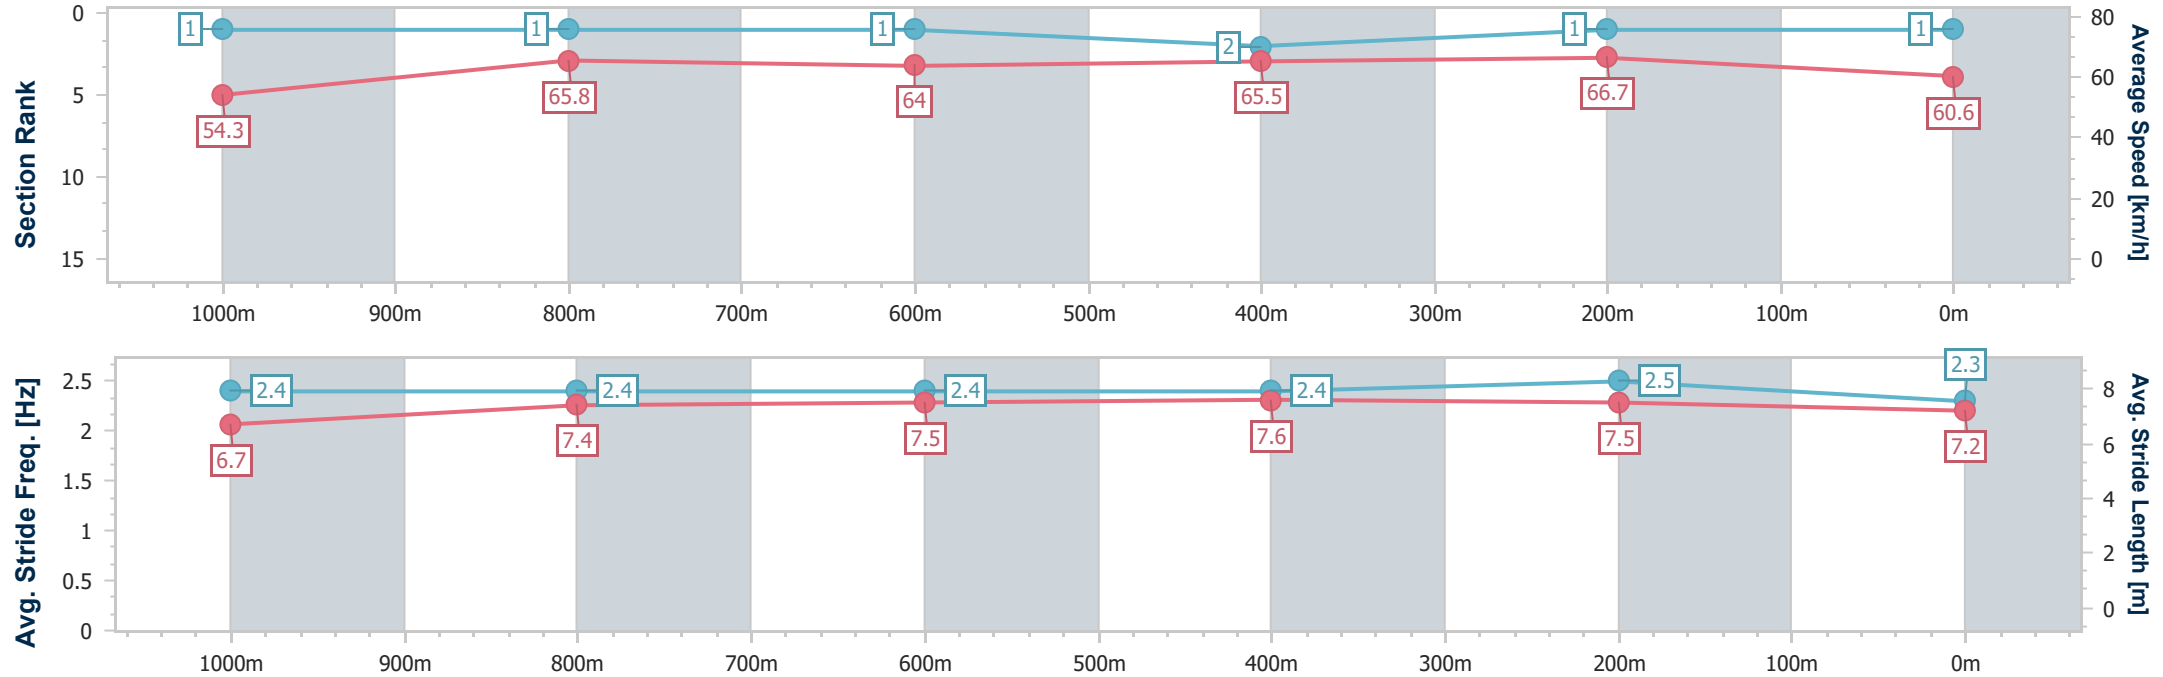 Section Rank
0
5
10
15
1
1
1
2
1
1
54.3
65.8
64
65.5
66.7
60.6
80
60
40
20
0
Average Speed [km/h]
1000m
900m
800m
700m
600m
500m
400m
300m
200m
100m
0m
Avg. Stride Freq. [Hz]
2.5
2
1.5
1
0.5
0
2.4
2.4
2.4
2.4
2.5
2.3
6.7
7.4
7.5
7.6
7.5
7.2
8
6
4
2
0
Avg. Stride Length [m]
1000m
900m
800m
700m
600m
500m
400m
300m
200m
100m
0m